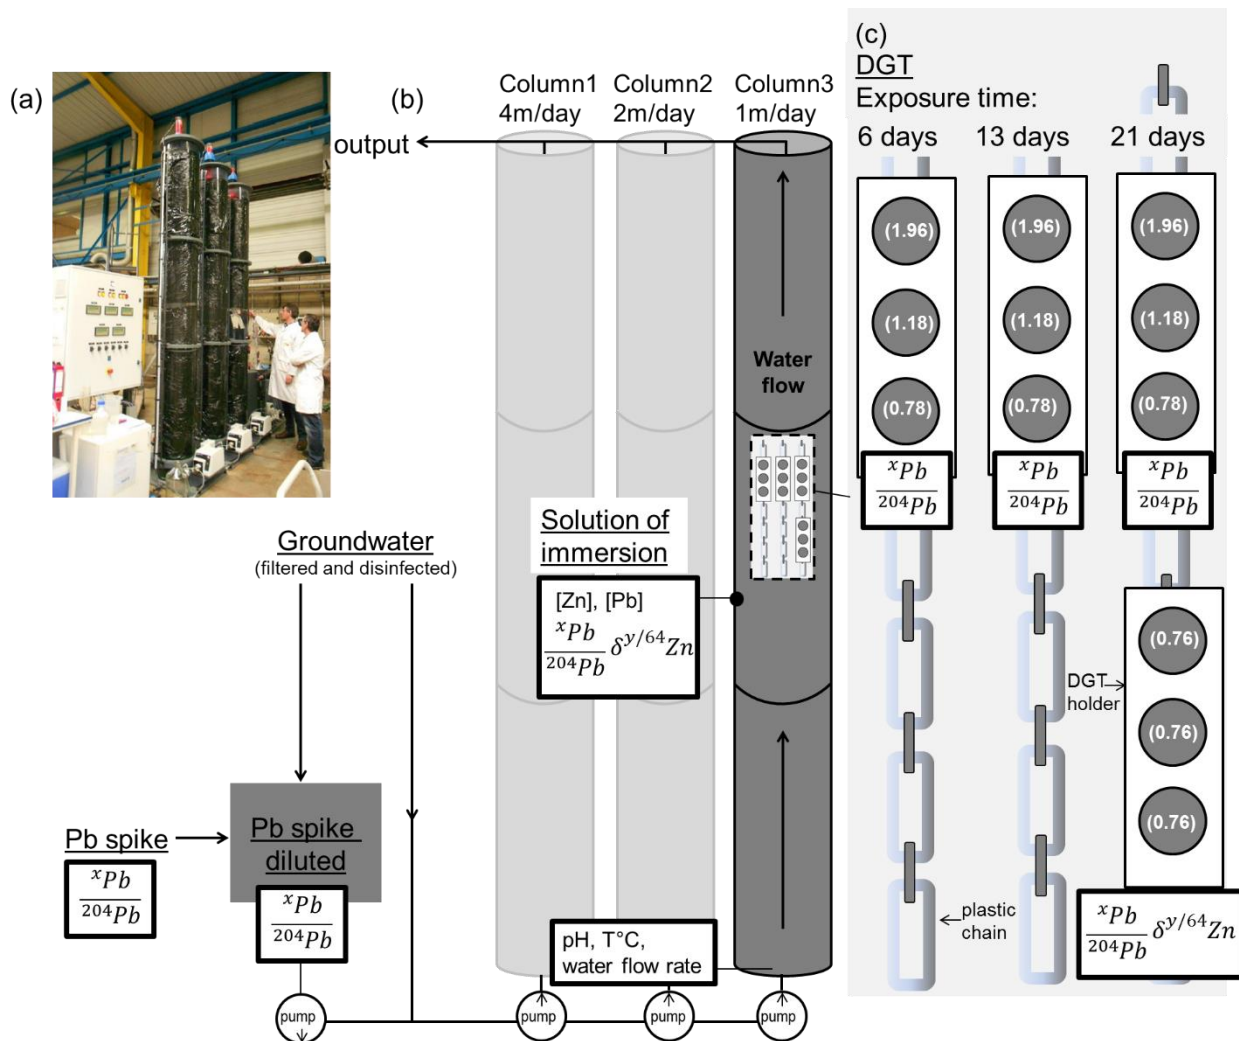 (a)
(b)
Column1
4m/day
Column2
2m/day
Column3
1m/day
output
Water
flow
Solution of
immersion
[Zn], [Pb]
xPb
204Pb
δy/64Zn
Groundwater
(filtered and disinfected)
Pb spike
xPb
204Pb
Pb spike
diluted
xPb
204Pb
pH, T°C,
water flow rate
pump
pump
pump
pump
(c)
DGT
Exposure time:
6 days
13 days
21 days
(1.96)
(1.96)
(1.96)
(1.18)
(1.18)
(1.18)
(0.78)
(0.78)
(0.78)
xPb
204Pb
xPb
204Pb
xPb
204Pb
(0.76)
DGT
holder
(0.76)
(0.76)
plastic
chain
xPb
204Pb
δy/64Zn